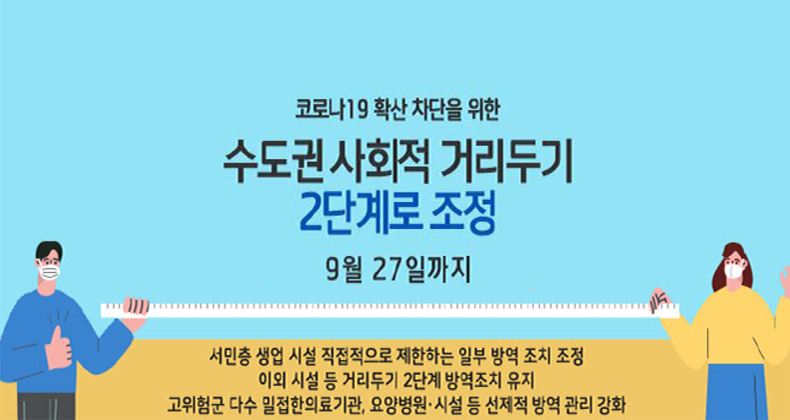 코로나19 확산 차단을 위한
수도권 사회적 거리두기
2단계로 조정
9월 27일까지
서민층 생업 시설 직접적으로 제한하는 일부 방역 조치 조정
이외 시설 등 거리두기 2단계 방역조치 유지
고위험군 다수 밀접한의료기관, 요양병원·시설 등 선제적 방역 관리 강화